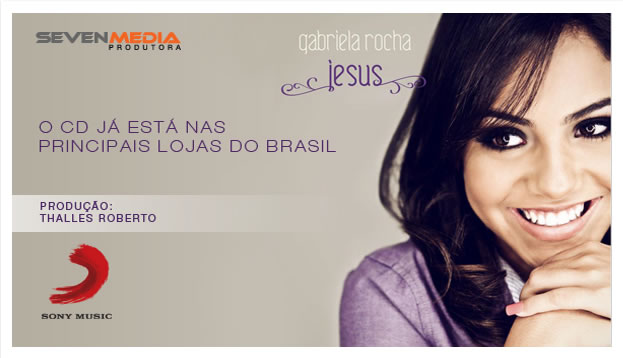 SEVENMEDIA
PRODUTORA
gabriela rocha
jesus
O CD JÁ ESTÁ NAS
PRINCIPAIS LOJAS DO BRASIL
PRODUÇÃO:
THALLES ROBERTO
SONY MUSIC